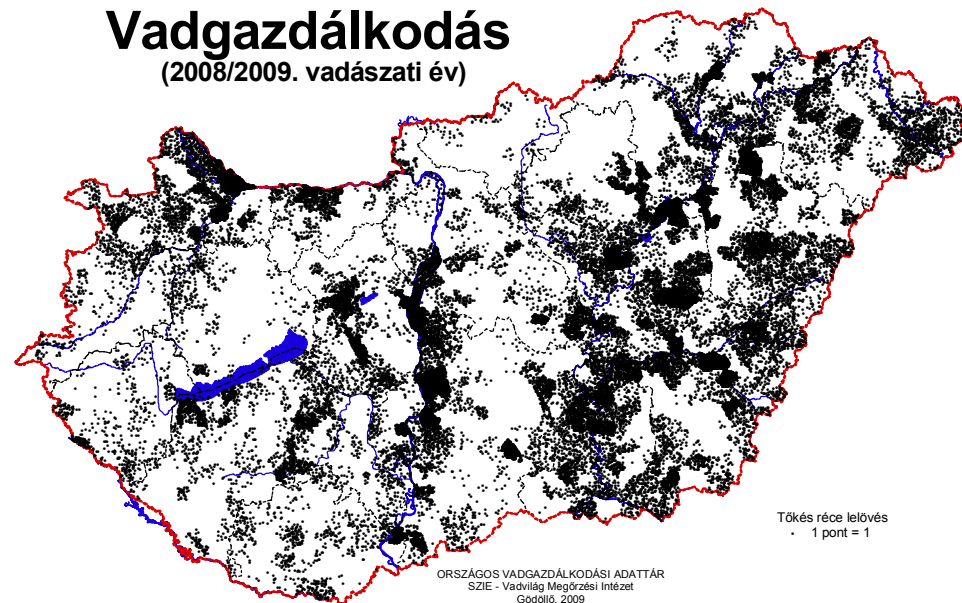 Vadgazdálkodás
(2008/2009. vadászati év)
Tőkés réce lelövés
· 1 pont = 1
ORSZÁGOS VADGAZDÁLKODÁSI ADATTÁR
SZIE - Vadvilág Megőrzési Intézet
Gödöllő, 2009